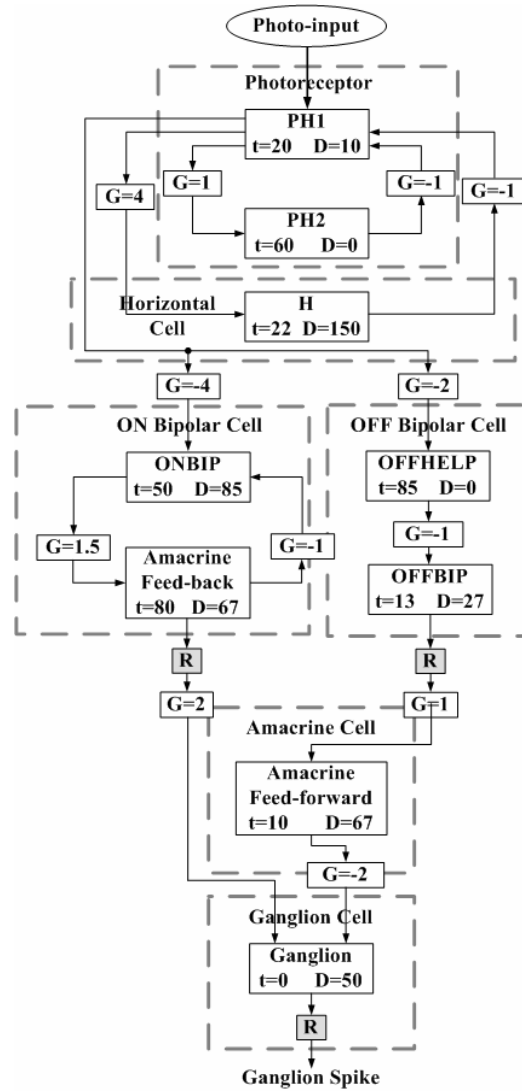 Photo-input
Photoreceptor
PH1
t=20 D=10
G=1
G=-1
G=4
G=-1
PH2
t=60 D=0
Horizontal
Cell
H
t=22 D=150
G=-4
G=-2
ON Bipolar Cell
OFF Bipolar Cell
ONBIP
t=50 D=85
OFFHELP
t=85 D=0
G=1.5
G=-1
G=-1
Amacrine
Feed-back
t=80 D=67
OFFBIP
t=13 D=27
R
R
G=2
G=1
Amacrine Cell
Amacrine
Feed-forward
t=10 D=67
G=-2
Ganglion Cell
Ganglion
t=0 D=50
R
Ganglion Spike